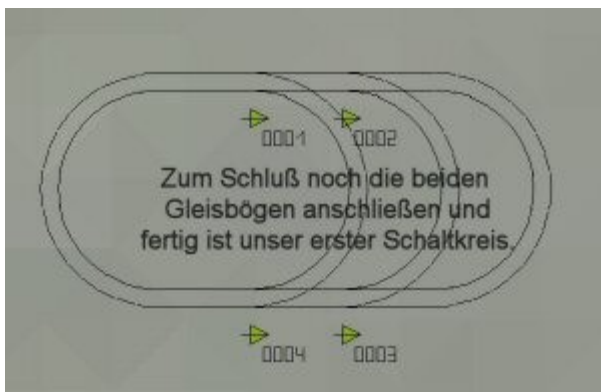 0001 0002
Zum Schluß noch die beiden
Gleisbögen anschließen und
fertig ist unser erster Schaltkreis.
0004 0003